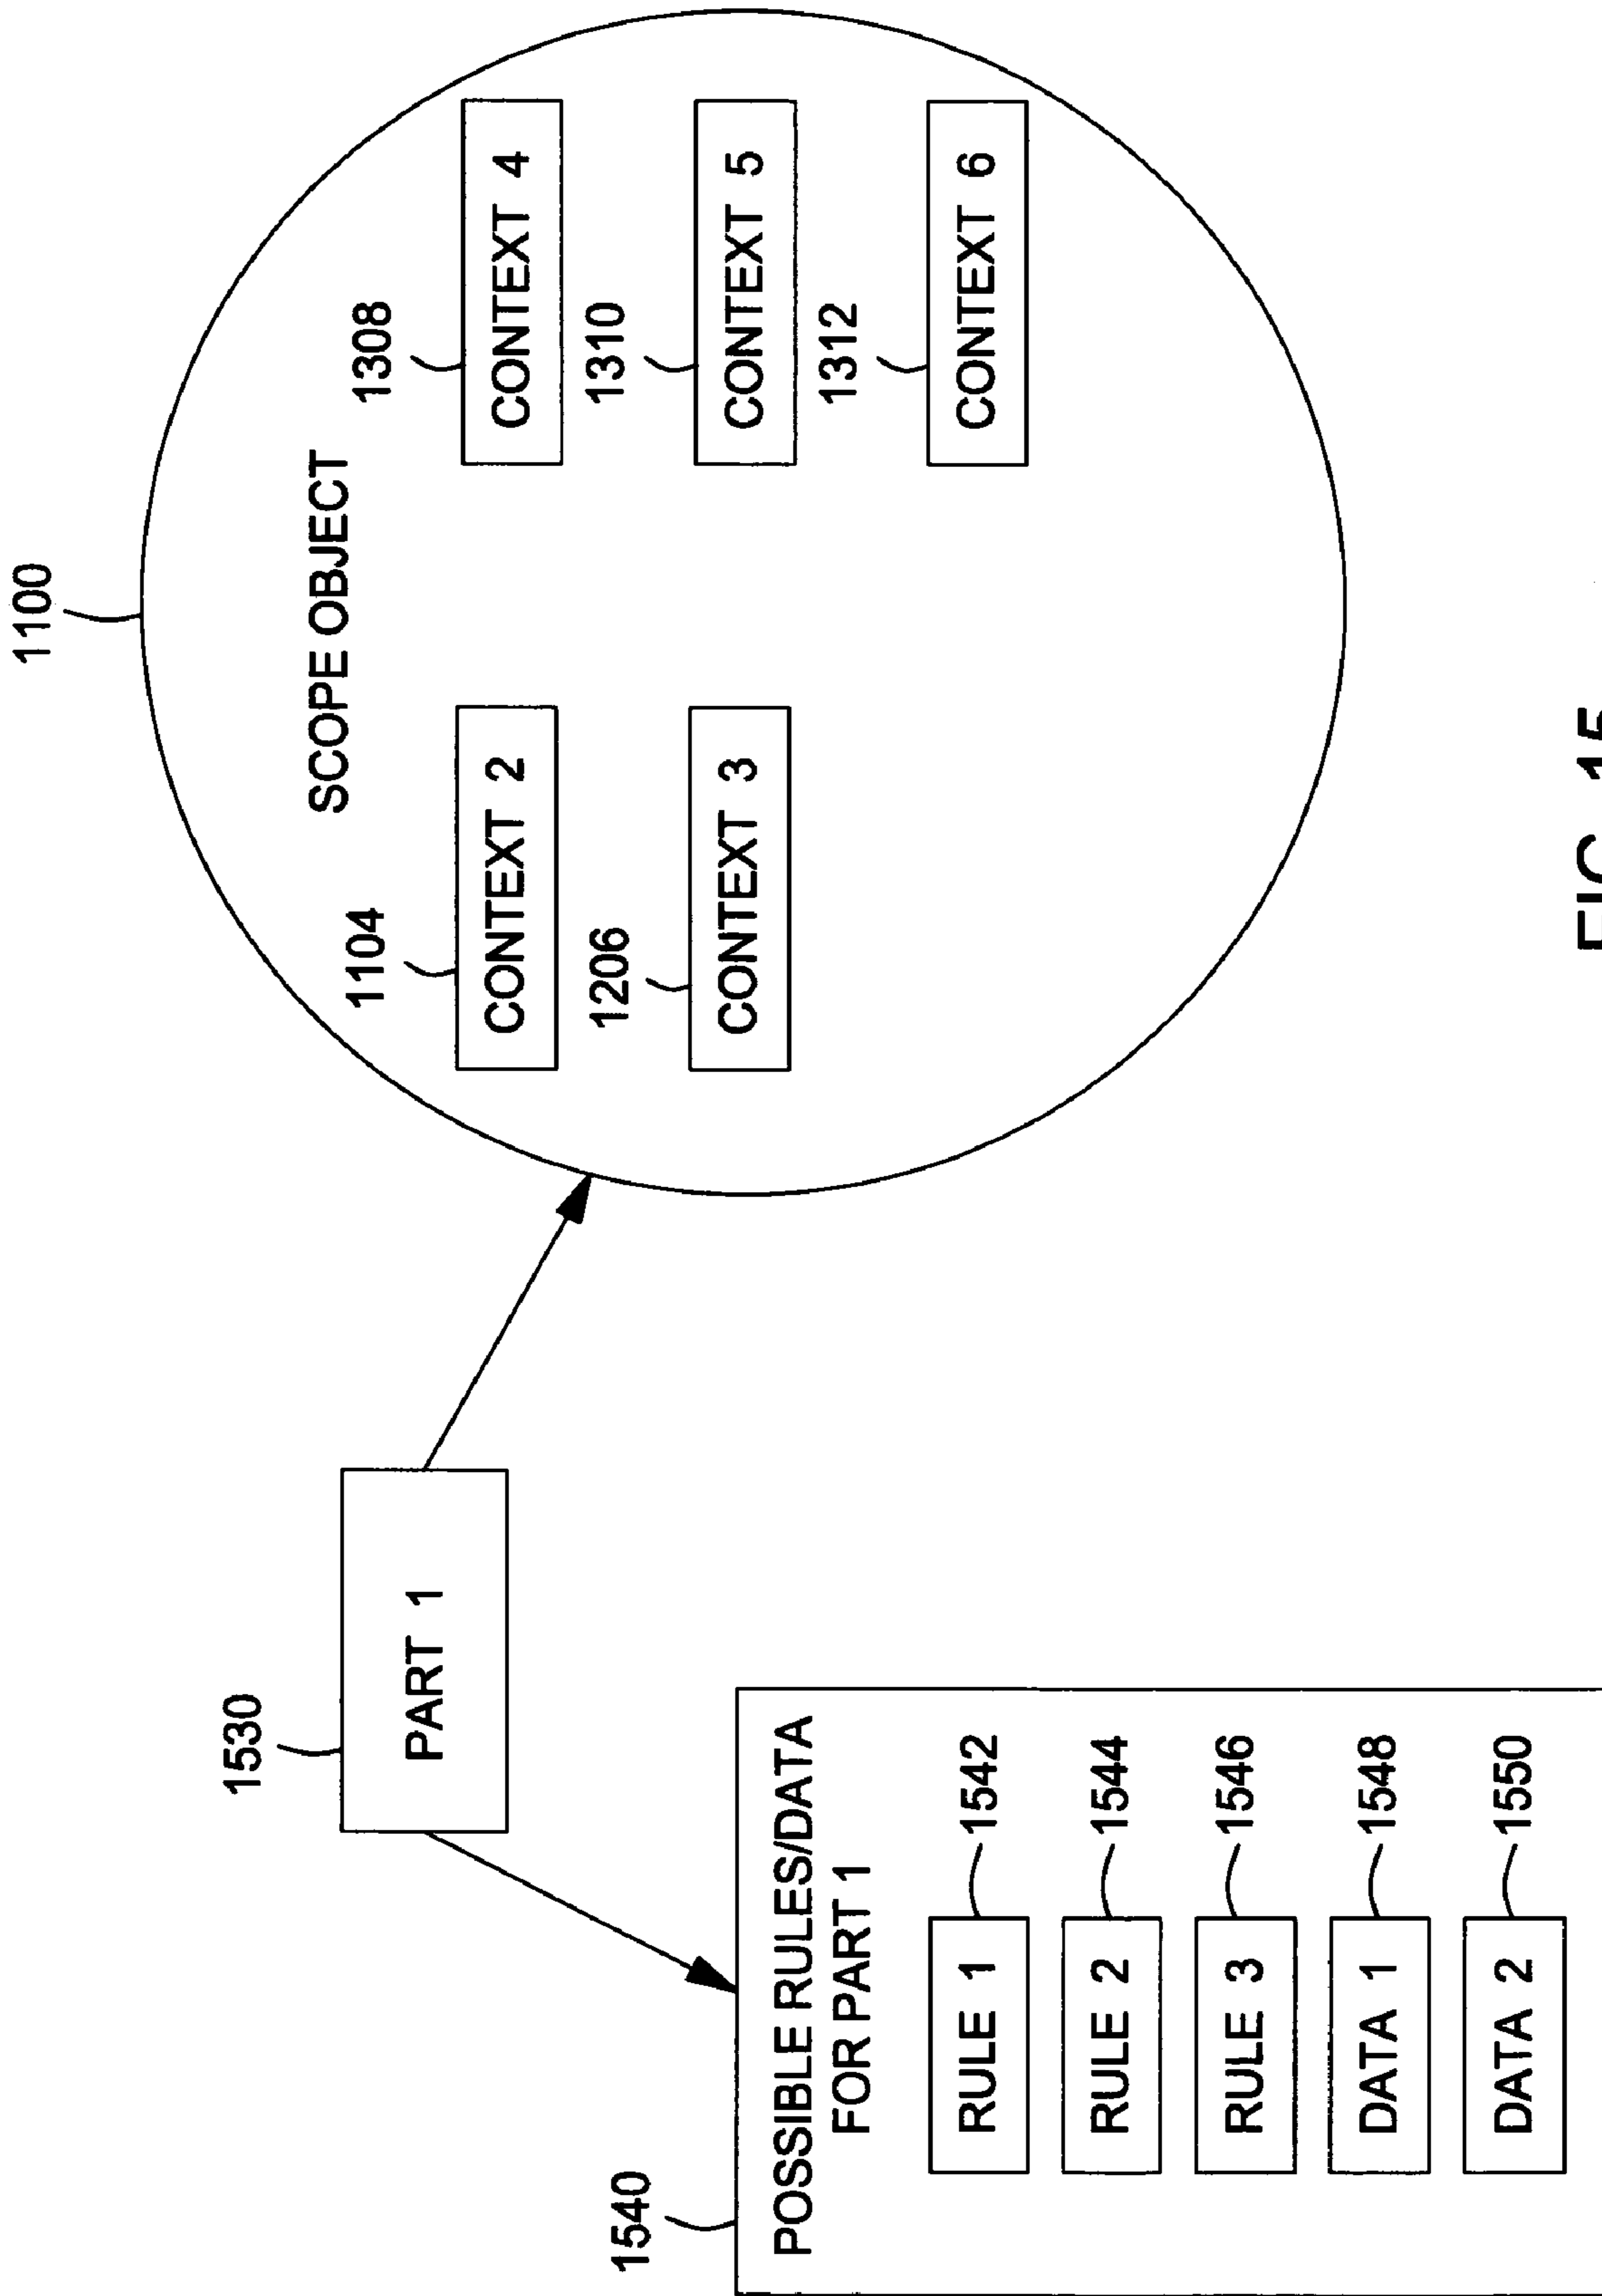 1100
SCOPE OBJECT
1104
CONTEXT 2
1206
CONTEXT 3
1308
CONTEXT 4
1310
CONTEXT 5
1312
CONTEXT 6
1530
PART 1
1540
POSSIBLE RULES/DATA
FOR PART 1
RULE 1 1542
RULE 2 1544
RULE 3 1546
DATA 1 1548
DATA 2 1550
FIG. 15